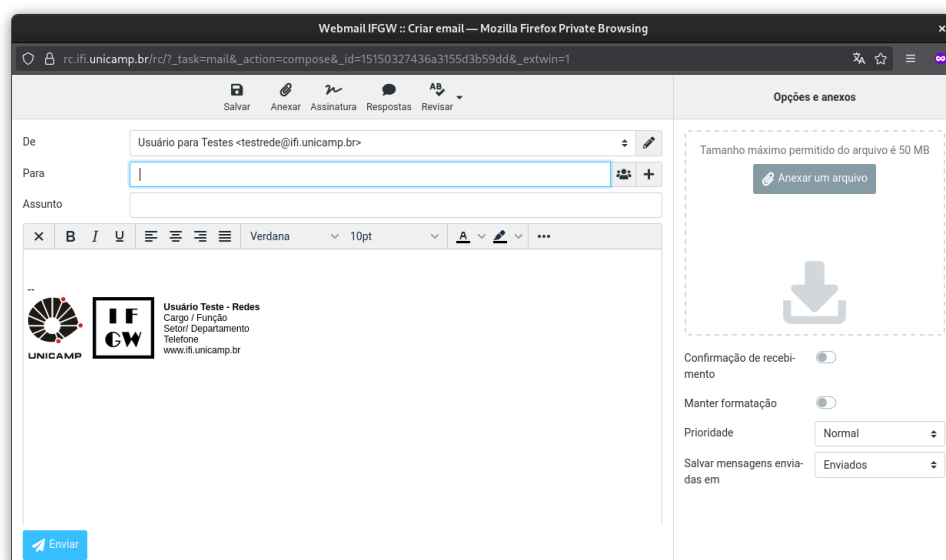 Webmail IFGW :: Criar email — Mozilla Firefox Private Browsing
rc.ifi.unicamp.br/rc/?_task=mail&_action=compose&_id=15150327436a3155d3b59dd&_extwin=1
Salvar Anexar Assinatura Respostas Revisar
Opções e anexos
De
Usuário para Testes <testrede@ifi.unicamp.br>
Para
Assunto
B I U Verdana 10pt A
--
UNICAMP
I F
GW
Usuário Teste - Redes
Cargo / Função
Setor/ Departamento
Telefone
www.ifi.unicamp.br
Enviar
Tamanho máximo permitido do arquivo é 50 MB
Anexar um arquivo
Confirmação de recebi-
mento
Manter formatação
Prioridade
Normal
Salvar mensagens envia-
das em
Enviados